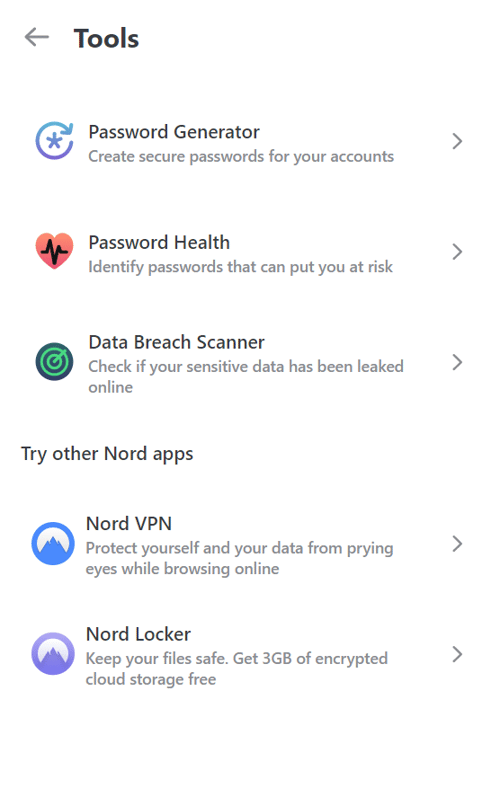 Tools
Password Generator
Create secure passwords for your accounts
Password Health
Identify passwords that can put you at risk
Data Breach Scanner
Check if your sensitive data has been leaked
online
Try other Nord apps
Nord VPN
Protect yourself and your data from prying
eyes while browsing online
Nord Locker
Keep your files safe. Get 3GB of encrypted
cloud storage free